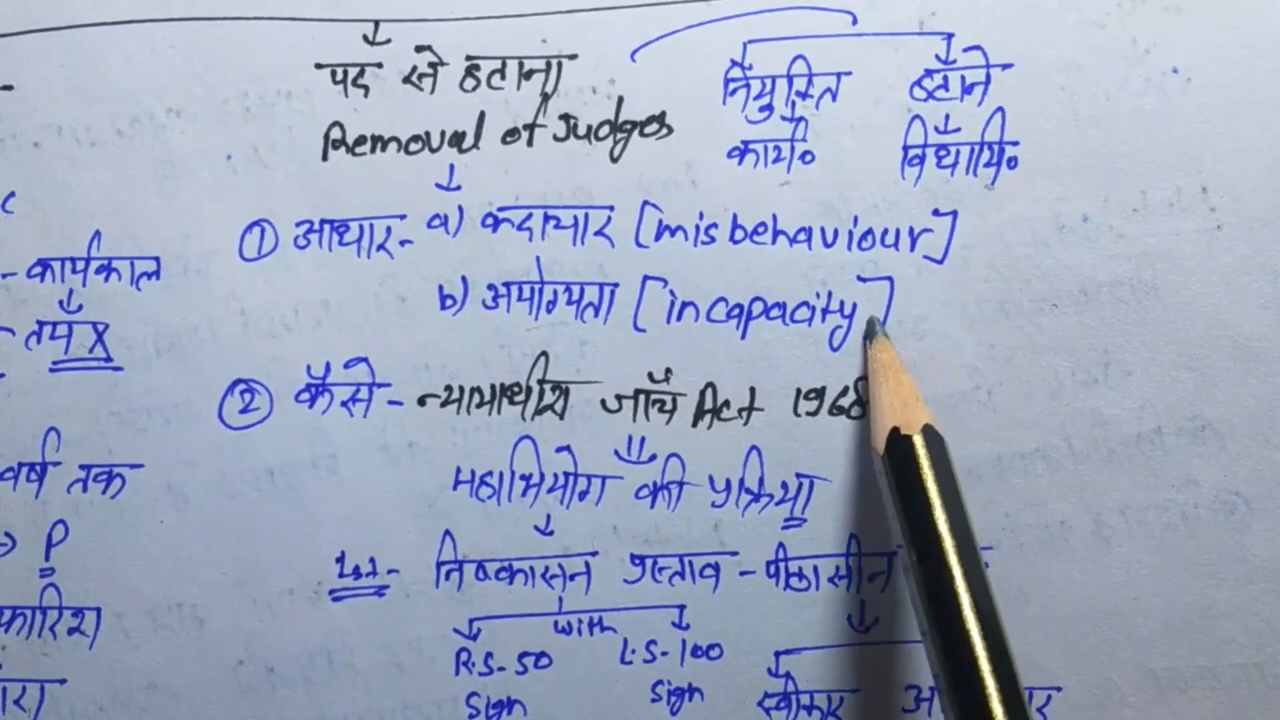 पद से हटाना
Removal of Judges
नियुक्ति हटाने
कार्य० विधायि०
① आधार- a) कदाचार [misbehaviour]
b) अयोग्यता [incapacity]
- कार्यकाल
- तय X
② कैसे - न्यायाधीश जाँच Act 1968
महाभियोग की प्रक्रिया
वर्ष तक
P
1st - निष्कासन प्रस्ताव - पीठासीन
with
R.S-50 L.S-100
Sign Sign
स्वीकार